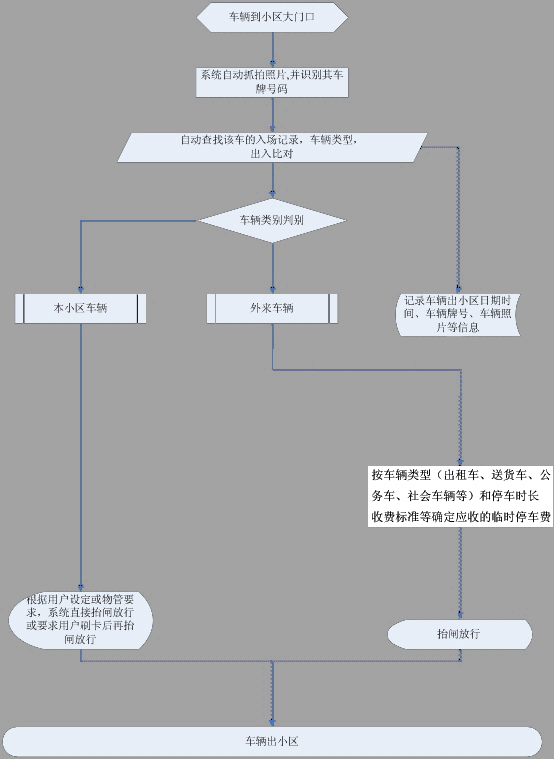 车辆到小区大门口
系统自动抓拍照片,并识别其车
牌号码
自动查找该车的入场记录，车辆类型，
出入比对
车辆类别判别
本小区车辆
外来车辆
记录车辆出小区日期时
间、车辆牌号、车辆照
片等信息
按车辆类型（出租车、送货车、公
务车、社会车辆等）和停车时长
收费标准等确定应收的临时停车费
根据用户设定或物管要
求，系统直接抬闸放行
或要求用户刷卡后再抬
闸放行
抬闸放行
车辆出小区